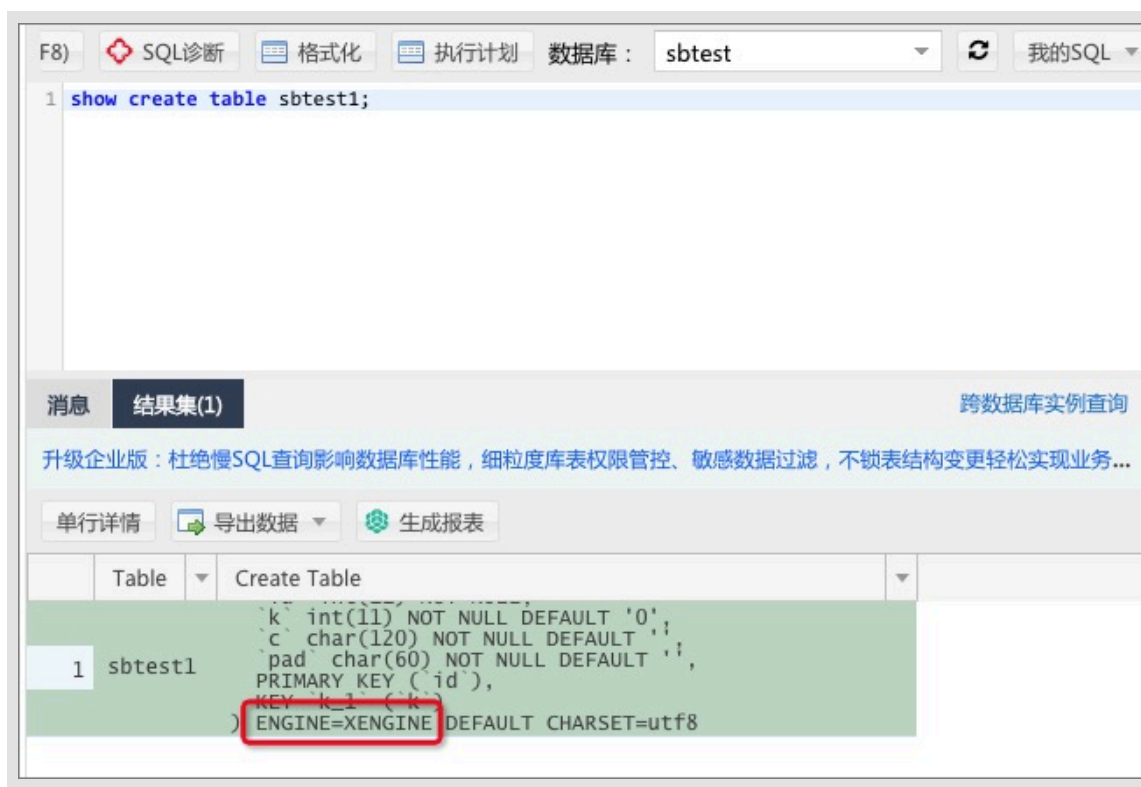 F8) SQL诊断 格式化 执行计划 数据库： sbtest 我的SQL
1 show create table sbtest1;
消息 结果集(1) 跨数据库实例查询
升级企业版：杜绝慢SQL查询影响数据库性能，细粒度库表权限管控、敏感数据过滤，不锁表结构变更轻松实现业务...
单行详情 导出数据 生成报表
Table Create Table
`k` int(11) NOT NULL DEFAULT '0',
`c` char(120) NOT NULL DEFAULT '',
1 sbtest1 `pad` char(60) NOT NULL DEFAULT '',
PRIMARY KEY (`id`),
KEY `k_1` (`k`)
) ENGINE=XENGINE DEFAULT CHARSET=utf8